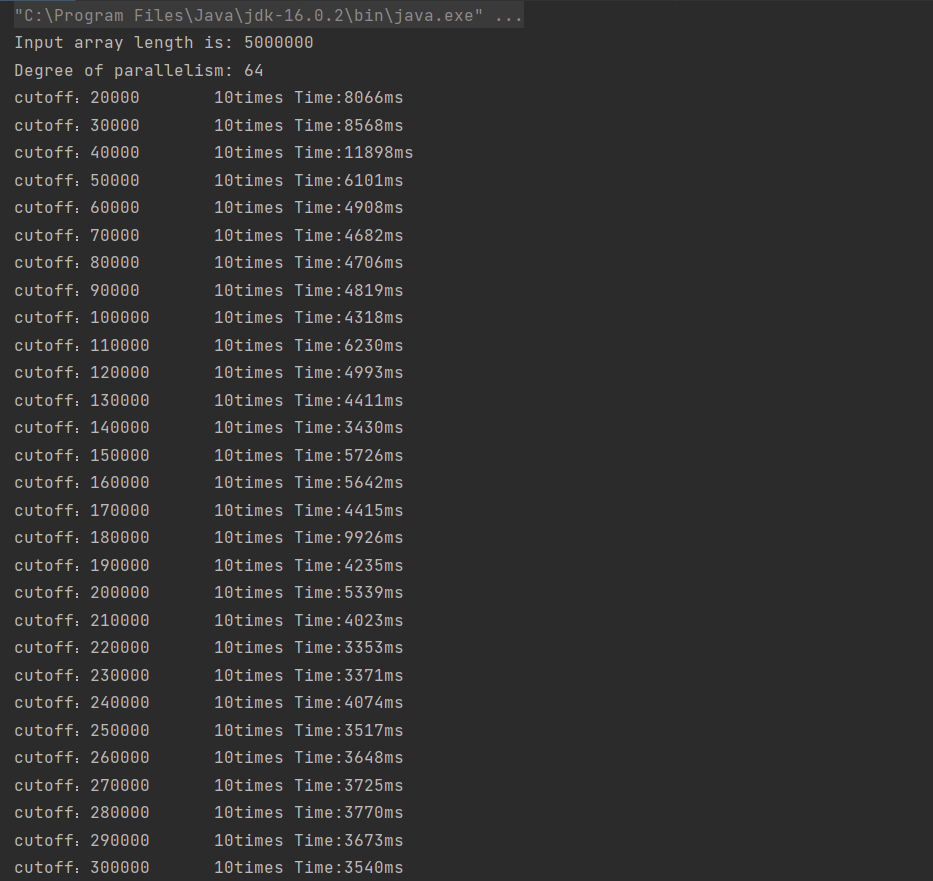 "C:\Program Files\Java\jdk-16.0.2\bin\java.exe" ...
Input array length is: 5000000
Degree of parallelism: 64
cutoff：20000        10times Time:8066ms
cutoff：30000        10times Time:8568ms
cutoff：40000        10times Time:11898ms
cutoff：50000        10times Time:6101ms
cutoff：60000        10times Time:4908ms
cutoff：70000        10times Time:4682ms
cutoff：80000        10times Time:4706ms
cutoff：90000        10times Time:4819ms
cutoff：100000       10times Time:4318ms
cutoff：110000       10times Time:6230ms
cutoff：120000       10times Time:4993ms
cutoff：130000       10times Time:4411ms
cutoff：140000       10times Time:3430ms
cutoff：150000       10times Time:5726ms
cutoff：160000       10times Time:5642ms
cutoff：170000       10times Time:4415ms
cutoff：180000       10times Time:9926ms
cutoff：190000       10times Time:4235ms
cutoff：200000       10times Time:5339ms
cutoff：210000       10times Time:4023ms
cutoff：220000       10times Time:3353ms
cutoff：230000       10times Time:3371ms
cutoff：240000       10times Time:4074ms
cutoff：250000       10times Time:3517ms
cutoff：260000       10times Time:3648ms
cutoff：270000       10times Time:3725ms
cutoff：280000       10times Time:3770ms
cutoff：290000       10times Time:3673ms
cutoff：300000       10times Time:3540ms